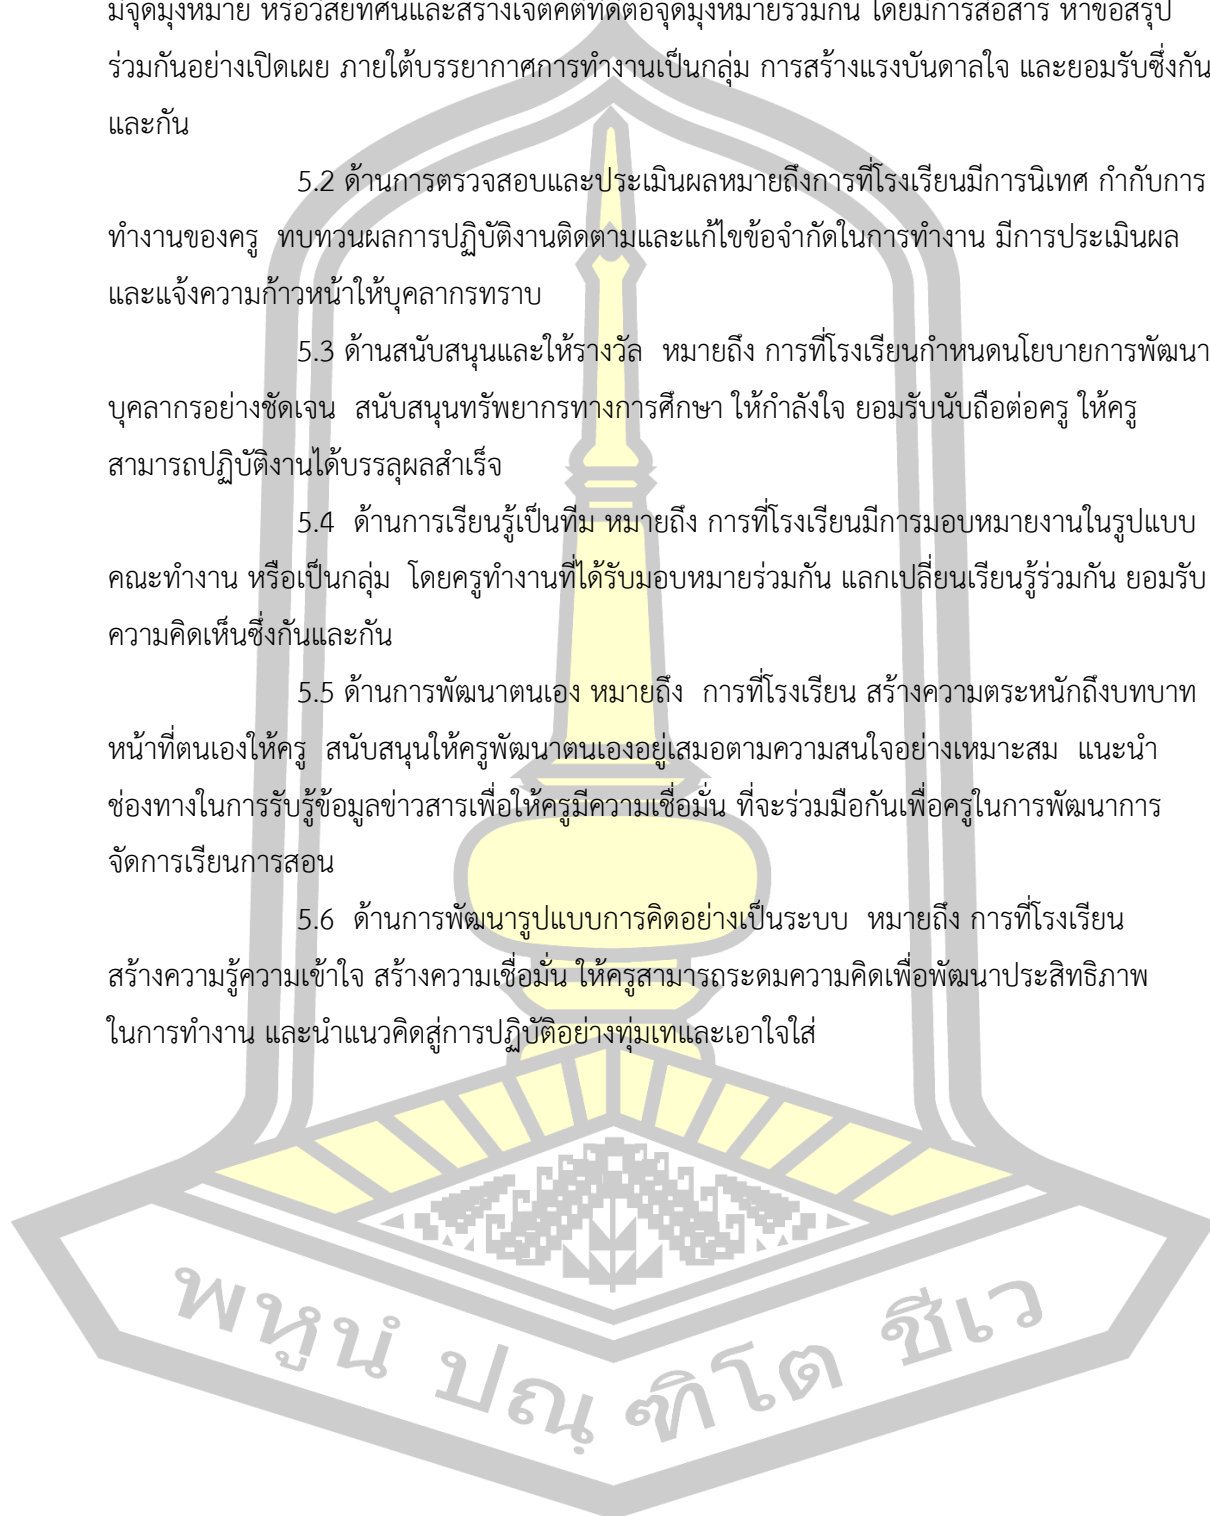 มีจุดมุ่งหมาย หรือวิสัยทัศน์และสร้างเจตคติที่ดีต่อจุดมุ่งหมายร่วมกัน โดยมีการสื่อสาร หาข้อสรุป
ร่วมกันอย่างเปิดเผย ภายใต้บรรยากาศการทำงานเป็นกลุ่ม การสร้างแรงบันดาลใจ และยอมรับซึ่งกัน
และกัน
5.2 ด้านการตรวจสอบและประเมินผลหมายถึงการที่โรงเรียนมีการนิเทศ กำกับการ
ทำงานของครู ทบทวนผลการปฏิบัติงานติดตามและแก้ไขข้อจำกัดในการทำงาน มีการประเมินผล
และแจ้งความก้าวหน้าให้บุคลากรทราบ
5.3 ด้านสนับสนุนและให้รางวัล หมายถึง การที่โรงเรียนกำหนดนโยบายการพัฒนา
บุคลากรอย่างชัดเจน สนับสนุนทรัพยากรทางการศึกษา ให้กำลังใจ ยอมรับนับถือต่อครู ให้ครู
สามารถปฏิบัติงานได้บรรลุผลสำเร็จ
5.4 ด้านการเรียนรู้เป็นทีม หมายถึง การที่โรงเรียนมีการมอบหมายงานในรูปแบบ
คณะทำงาน หรือเป็นกลุ่ม โดยครูทำงานที่ได้รับมอบหมายร่วมกัน แลกเปลี่ยนเรียนรู้ร่วมกัน ยอมรับ
ความคิดเห็นซึ่งกันและกัน
5.5 ด้านการพัฒนาตนเอง หมายถึง การที่โรงเรียน สร้างความตระหนักถึงบทบาท
หน้าที่ตนเองให้ครู สนับสนุนให้ครูพัฒนาตนเองอยู่เสมอตามความสนใจอย่างเหมาะสม แนะนำ
ช่องทางในการรับรู้ข้อมูลข่าวสารเพื่อให้ครูมีความเชื่อมั่น ที่จะร่วมมือกันเพื่อครูในการพัฒนาการ
จัดการเรียนการสอน
5.6 ด้านการพัฒนารูปแบบการคิดอย่างเป็นระบบ หมายถึง การที่โรงเรียน
สร้างความรู้ความเข้าใจ สร้างความเชื่อมั่น ให้ครูสามารถระดมความคิดเพื่อพัฒนาประสิทธิภาพ
ในการทำงาน และนำแนวคิดสู่การปฏิบัติอย่างทุ่มเทและเอาใจใส่
พหูนํ ปณฺฑิโต ชีเว